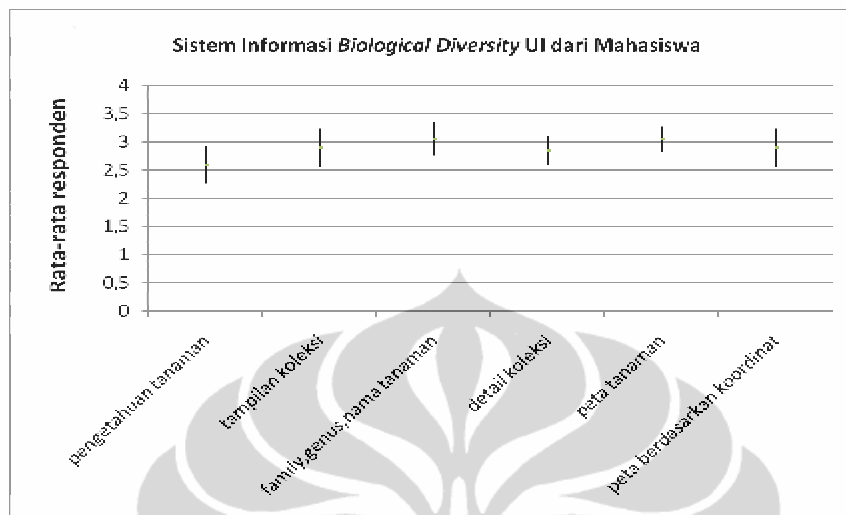 Sistem Informasi Biological Diversity UI dari Mahasiswa
Rata-rata responden
4
3,5
3
2,5
2
1,5
1
0,5
0
pengetahuan tanaman
tampilan koleksi
family,genus,nama tanaman
detail koleksi
peta tanaman
peta berdasarkan koordinat